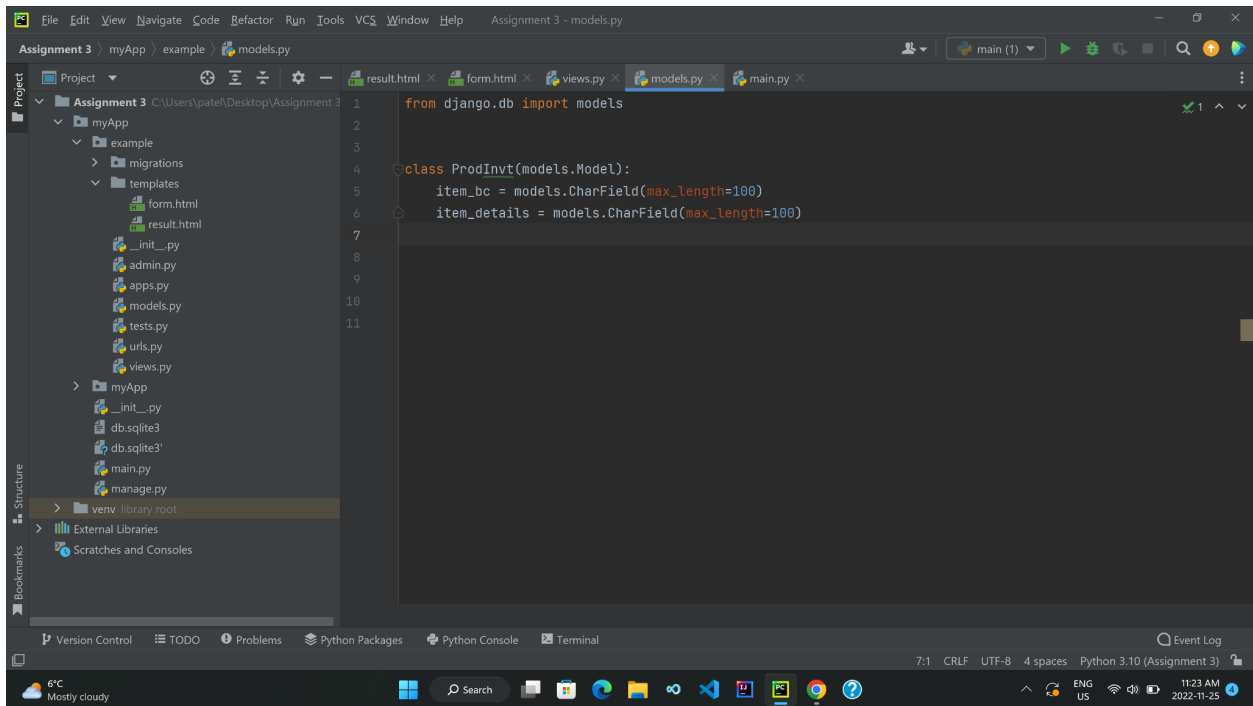 File Edit View Navigate Code Refactor Run Tools VCS Window Help Assignment 3 - models.py
Assignment 3 myApp example models.py main (1)
Project
Project
result.html form.html views.py models.py main.py
Assignment 3 C:\Users\patel\Desktop\Assignment 3
myApp
example
migrations
templates
form.html
result.html
__init__.py
admin.py
apps.py
models.py
tests.py
urls.py
views.py
myApp
__init__.py
db.sqlite3
db.sqlite3'
main.py
manage.py
venv library root
External Libraries
Scratches and Consoles
Structure
Bookmarks
1 from django.db import models
2
3
4 class ProdInvt(models.Model):
5 item_bc = models.CharField(max_length=100)
6 item_details = models.CharField(max_length=100)
7
8
9
10
11
1
Version Control TODO Problems Python Packages Python Console Terminal Event Log
7:1 CRLF UTF-8 4 spaces Python 3.10 (Assignment 3)
6°C
Mostly cloudy
Search
ENG
US
11:23 AM
2022-11-25
4